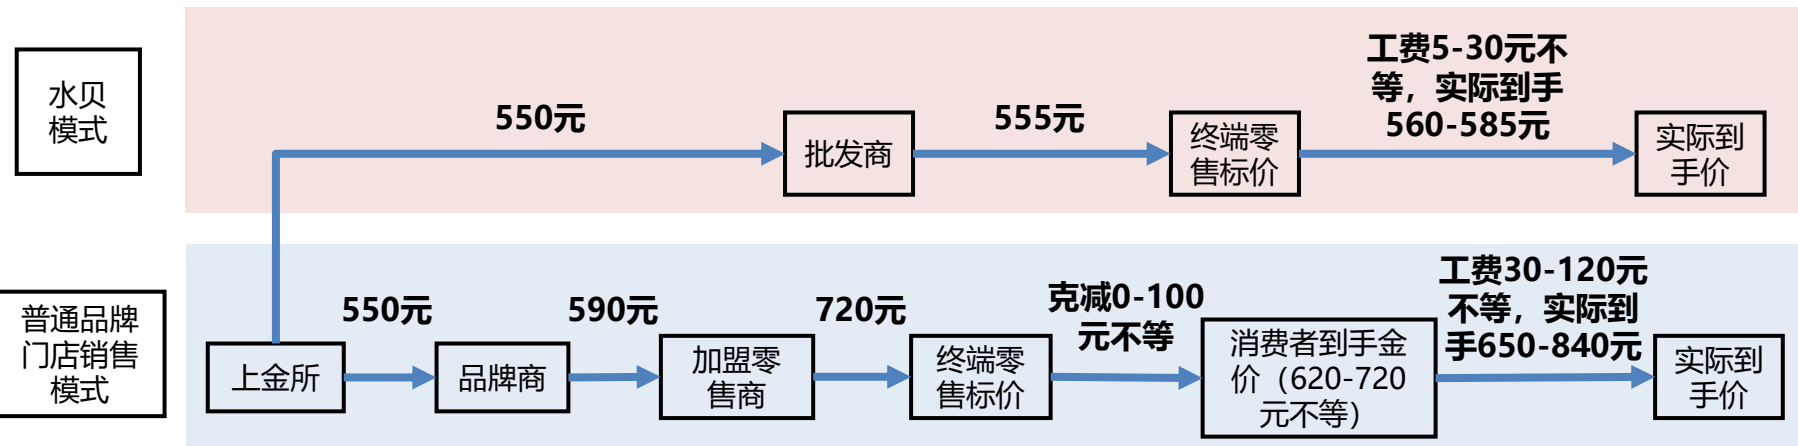 水贝
模式
550元
批发商
555元
终端零
售标价
工费5-30元不
等，实际到手
560-585元
实际到
手价
普通品牌
门店销售
模式
上金所
550元
品牌商
590元
加盟零
售商
720元
终端零
售标价
克减0-100
元不等
消费者到手金
价（620-720
元不等）
工费30-120元
不等，实际到
手650-840元
实际到
手价